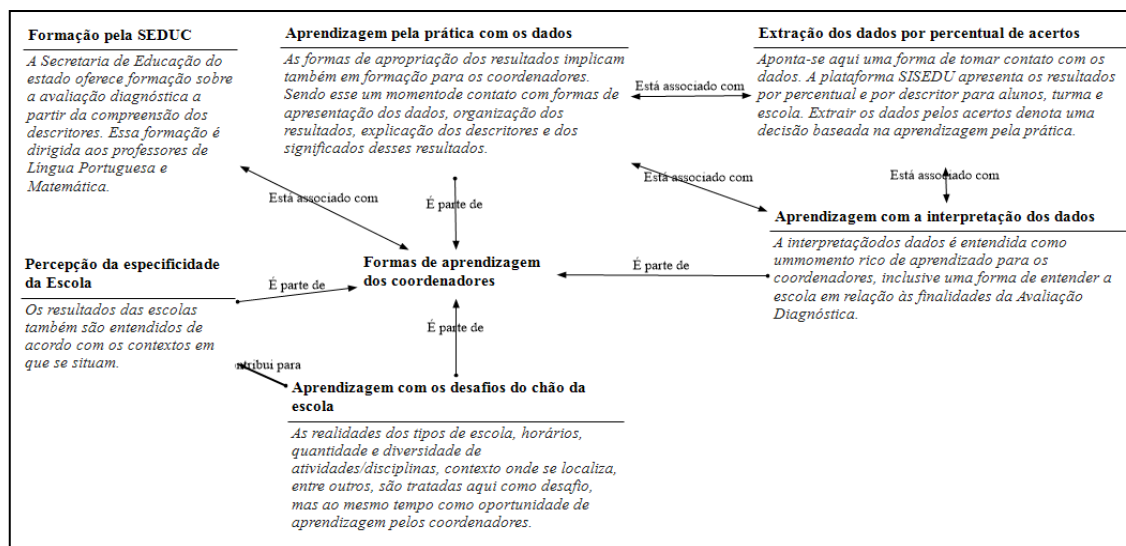 Formação pela SEDUC
A Secretaria de Educação do
estado oferece formação sobre
a avaliação diagnóstica a
partir da compreensão dos
descritores. Essa formação é
dirigida aos professores de
Língua Portuguesa e
Matemática.
Aprendizagem pela prática com os dados
As formas de apropriação dos resultados implicam
também em formação para os coordenadores.
Sendo esse um momentode contato com formas de
apresentação dos dados, organização dos
resultados, explicação dos descritores e dos
significados desses resultados.
Está associado com
Extração dos dados por percentual de acertos
Aponta-se aqui uma forma de tomar contato com os
dados. A plataforma SISEDU apresenta os resultados
por percentual e por descritor para alunos, turma e
escola. Extrair os dados pelos acertos denota uma
decisão baseada na aprendizagem pela prática.
Está associado com
É parte de
Está associado com
Está associado com
Aprendizagem com a interpretação dos dados
A interpretaçãodos dados é entendida como
ummomento rico de aprendizado para os
coordenadores, inclusive uma forma de entender a
escola em relação às finalidades da Avaliação
Diagnóstica.
Percepção da especificidade
da Escola
Os resultados das escolas
também são entendidos de
acordo com os contextos em
que se situam.
É parte de
Formas de aprendizagem
dos coordenadores
É parte de
É parte de
ntribui para
Aprendizagem com os desafios do chão da
escola
As realidades dos tipos de escola, horários,
quantidade e diversidade de
atividades/disciplinas, contexto onde se localiza,
entre outros, são tratadas aqui como desafio,
mas ao mesmo tempo como oportunidade de
aprendizagem pelos coordenadores.